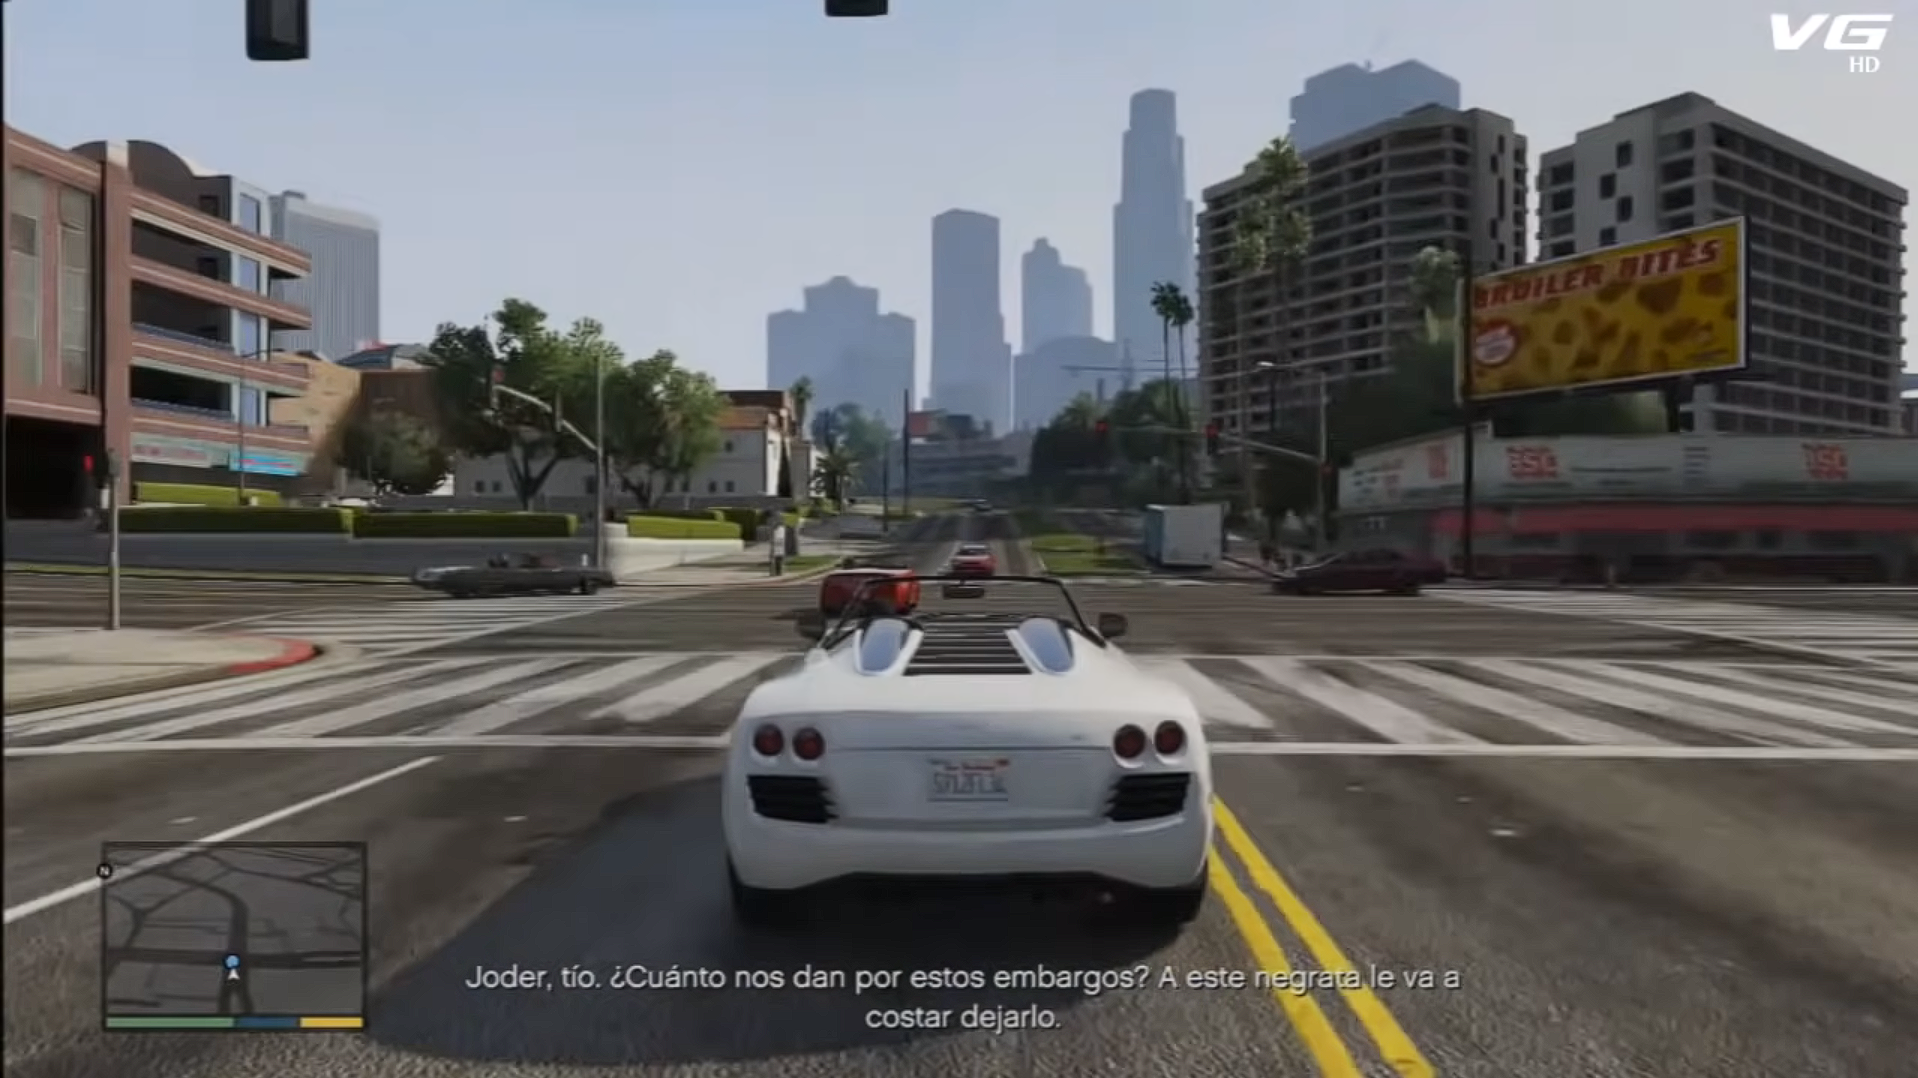 VG
HD
BROILER BITES
N
Joder, tío. ¿Cuánto nos dan por estos embargos? A este negrata le va a
costar dejarlo.